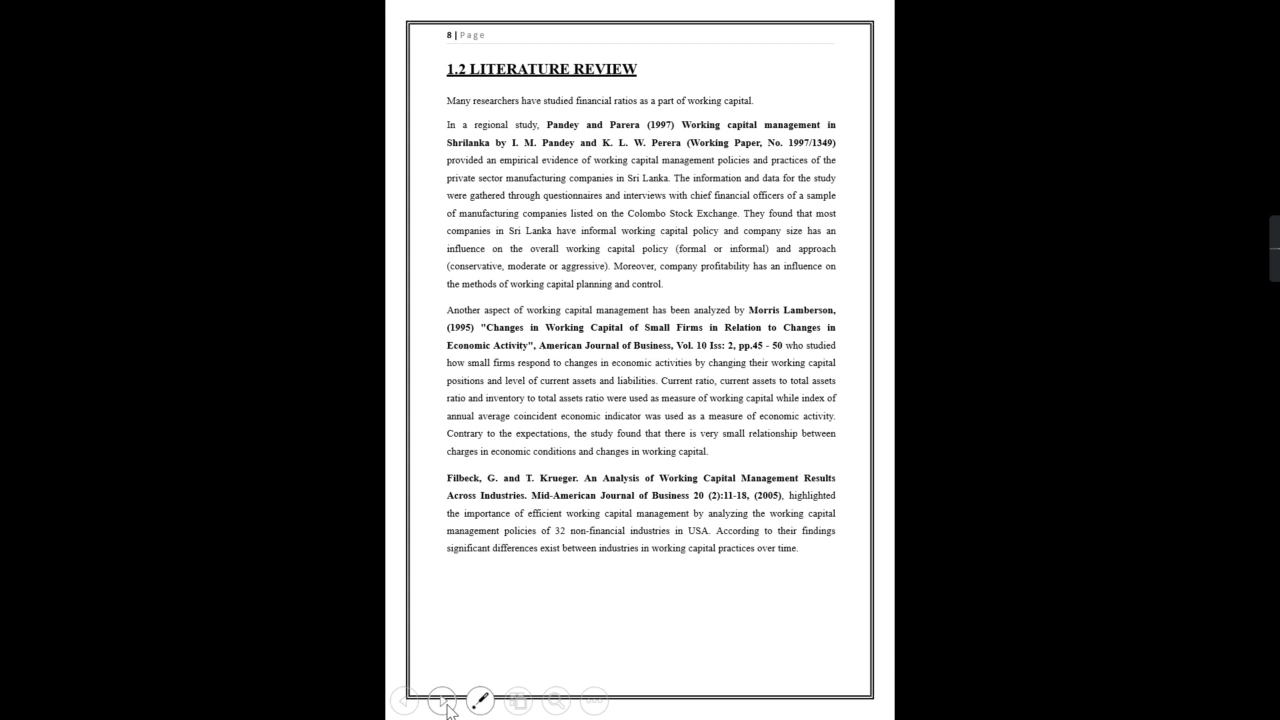 8 | Page
1.2 LITERATURE REVIEW
Many researchers have studied financial ratios as a part of working capital.
In a regional study, Pandey and Parera (1997) Working capital management in
Shrilanka by I. M. Pandey and K. L. W. Perera (Working Paper, No. 1997/1349)
provided an empirical evidence of working capital management policies and practices of the
private sector manufacturing companies in Sri Lanka. The information and data for the study
were gathered through questionnaires and interviews with chief financial officers of a sample
of manufacturing companies listed on the Colombo Stock Exchange. They found that most
companies in Sri Lanka have informal working capital policy and company size has an
influence on the overall working capital policy (formal or informal) and approach
(conservative, moderate or aggressive). Moreover, company profitability has an influence on
the methods of working capital planning and control.
Another aspect of working capital management has been analyzed by Morris Lamberson,
(1995) "Changes in Working Capital of Small Firms in Relation to Changes in
Economic Activity", American Journal of Business, Vol. 10 Iss: 2, pp.45 - 50 who studied
how small firms respond to changes in economic activities by changing their working capital
positions and level of current assets and liabilities. Current ratio, current assets to total assets
ratio and inventory to total assets ratio were used as measure of working capital while index of
annual average coincident economic indicator was used as a measure of economic activity.
Contrary to the expectations, the study found that there is very small relationship between
charges in economic conditions and changes in working capital.
Filbeck, G. and T. Krueger. An Analysis of Working Capital Management Results
Across Industries. Mid-American Journal of Business 20 (2):11-18, (2005), highlighted
the importance of efficient working capital management by analyzing the working capital
management policies of 32 non-financial industries in USA. According to their findings
significant differences exist between industries in working capital practices over time.